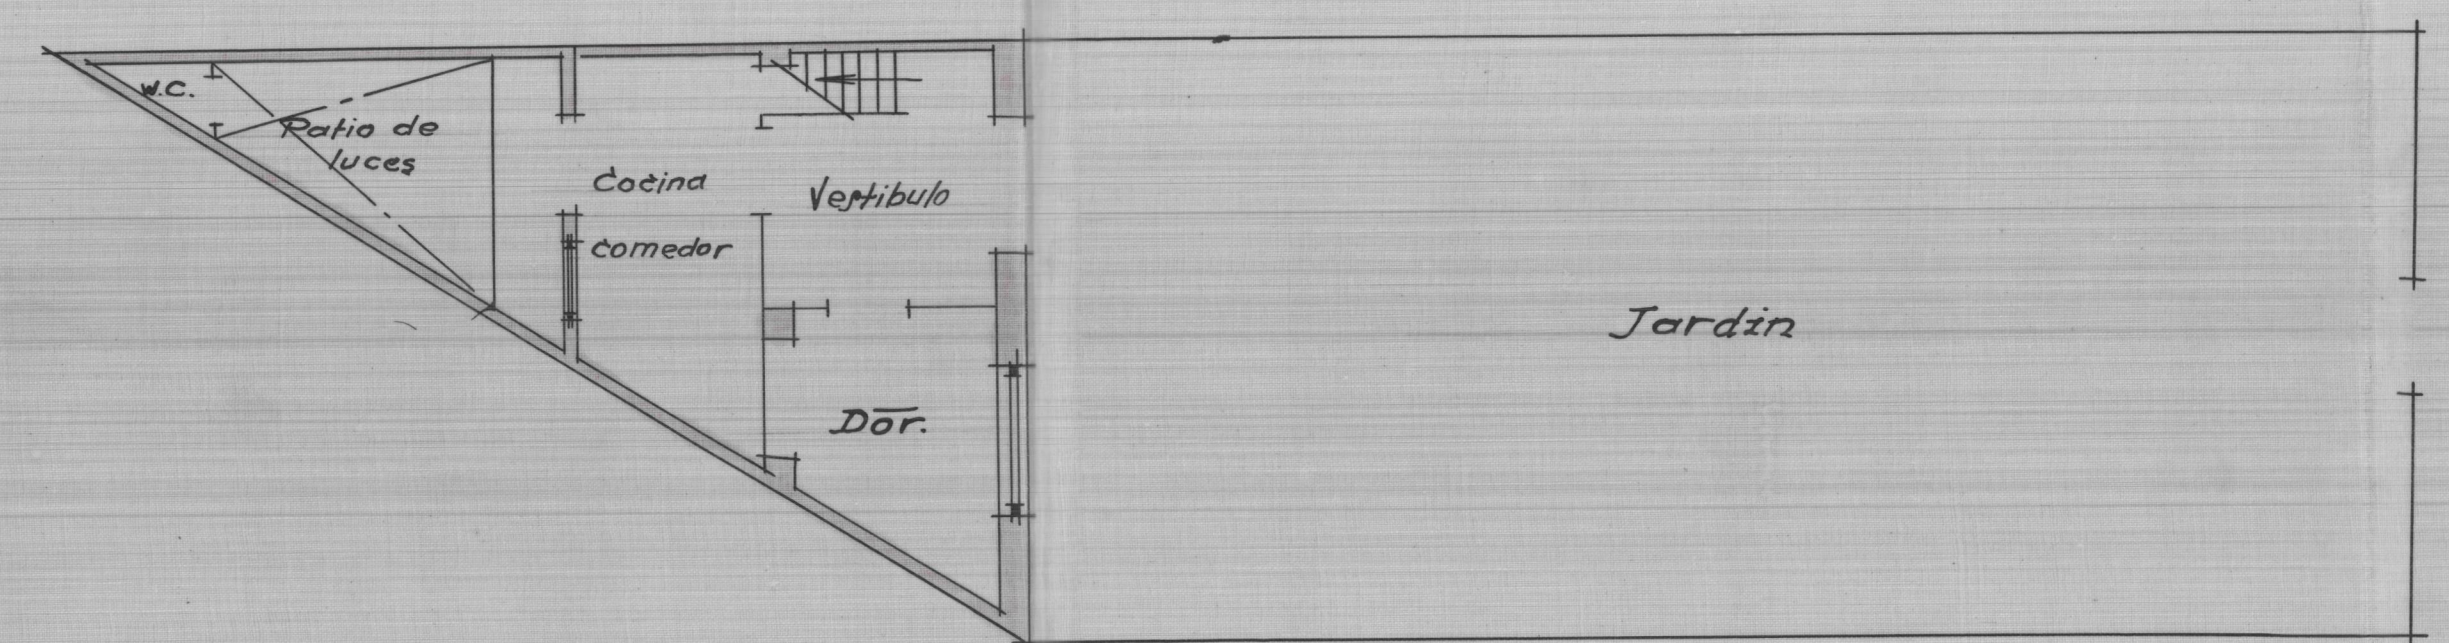 W.C.
Patio de
luces
Cocina
comedor
Vestibulo
Dor.
Jardin